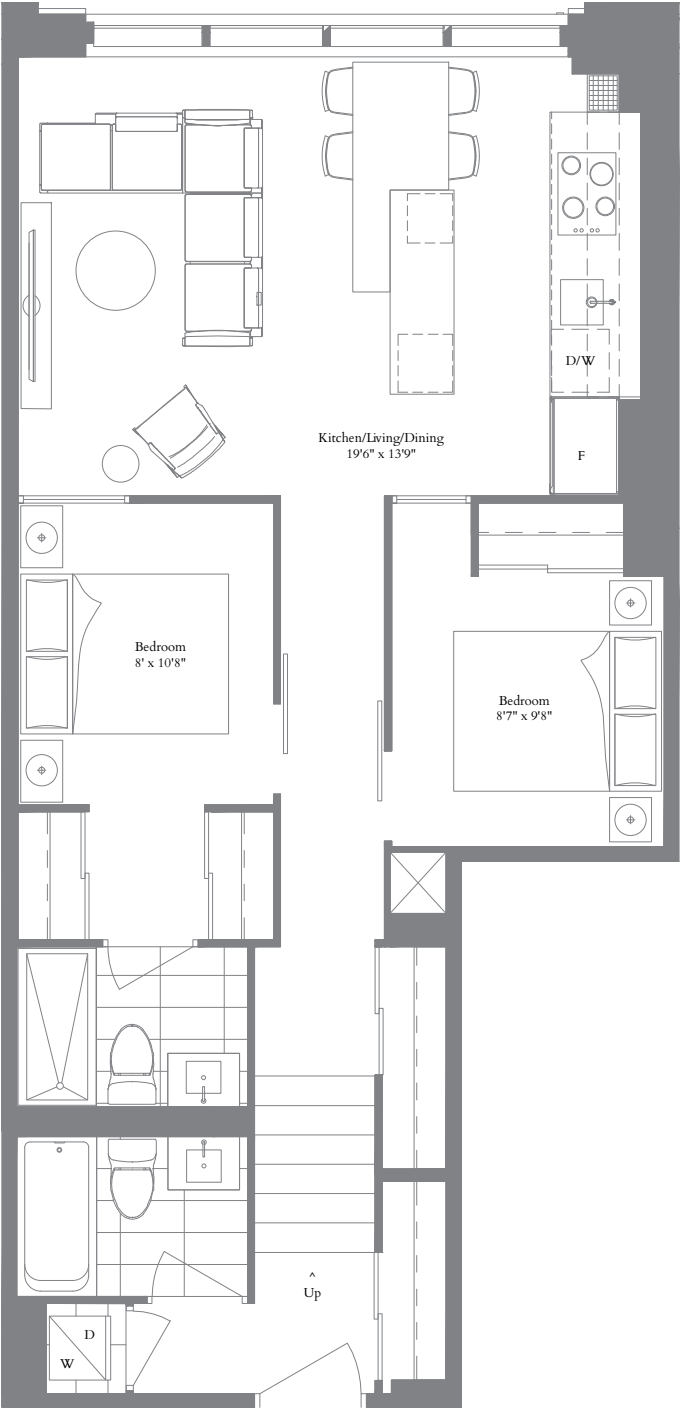 D/W
Kitchen/Living/Dining
19'6" x 13'9"
F
Bedroom
8' x 10'8"
Bedroom
8'7" x 9'8"
^
Up
D
W